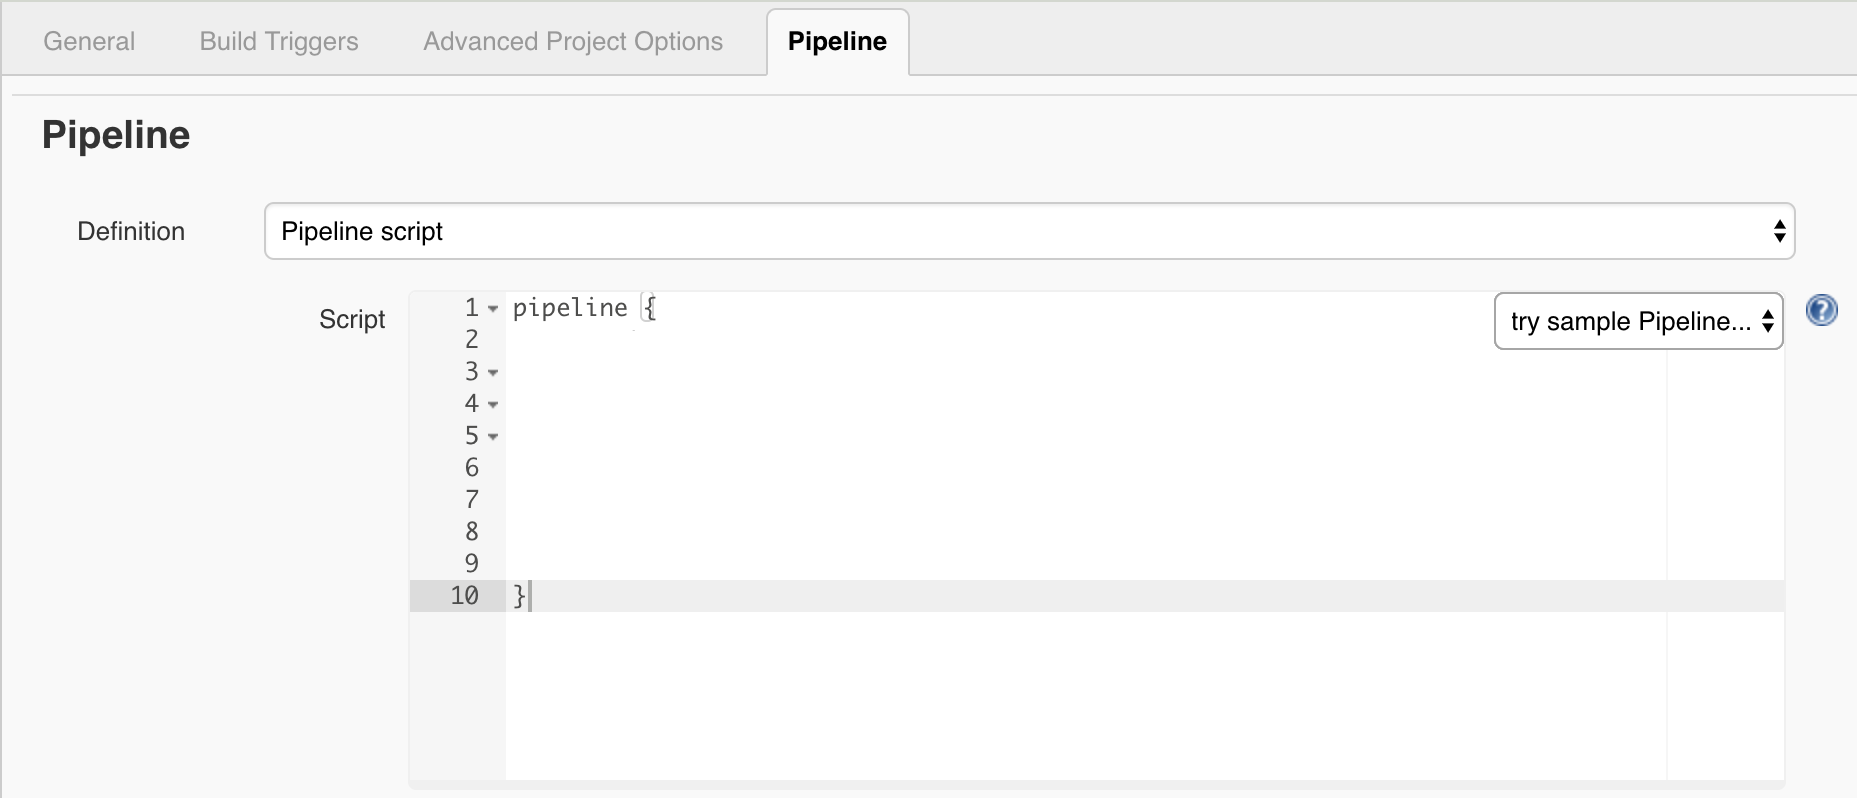 General Build Triggers Advanced Project Options Pipeline
Pipeline
Definition Pipeline script
Script 1 pipeline { try sample Pipeline... ?
2
3
4
5
6
7
8
9
10 }